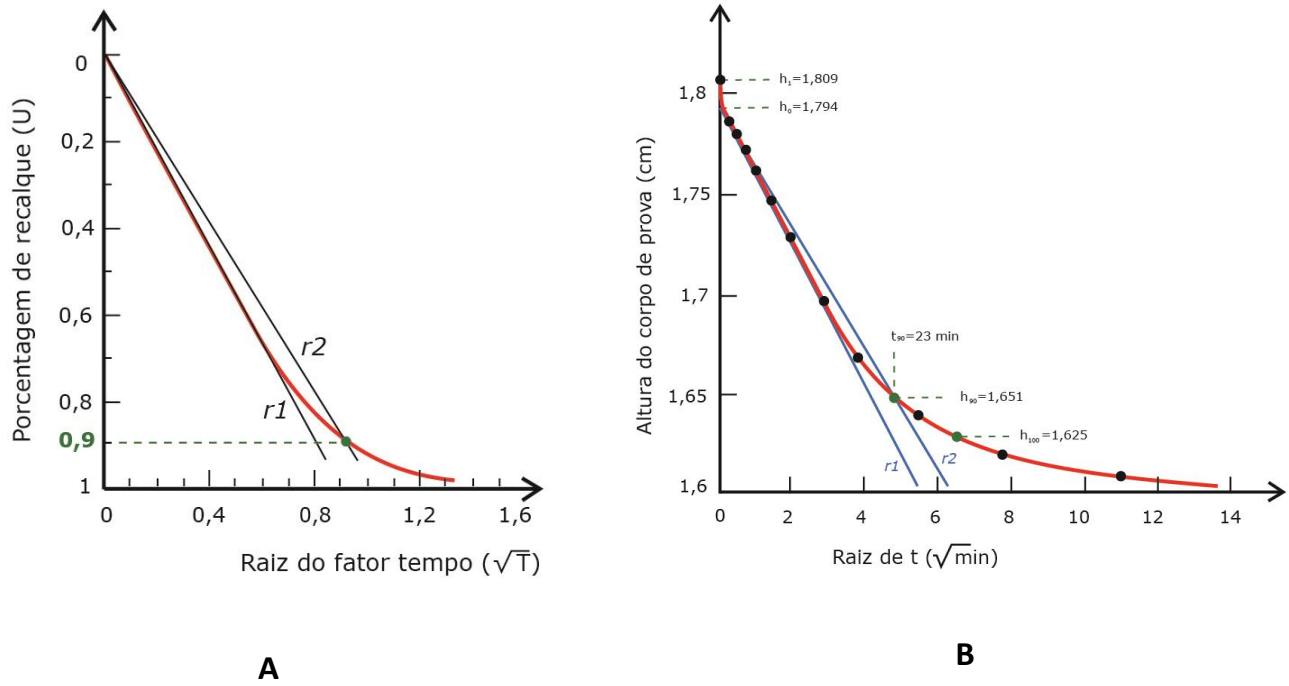 Porcentagem de recalque (U)
0
0,2
0,4
0,6
0,8
0,9
1
r2
r1
0
0,4
0,8
1,2
1,6
Raiz do fator tempo (√T)
A
Altura do corpo de prova (cm)
1,8
1,75
1,7
1,65
1,6
h₁=1,809
h₀=1,794
t₉₀=23 min
h₉₀=1,651
h₁₀₀=1,625
r1
r2
0
2
4
6
8
10
12
14
Raiz de t (√min)
B